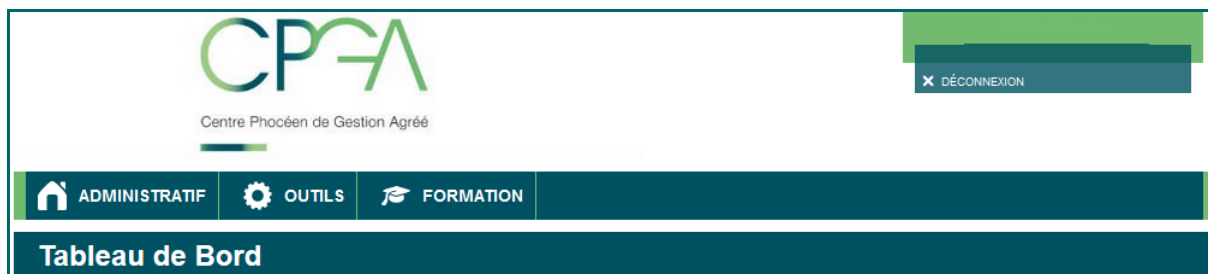 CPGA
Centre Phocéen de Gestion Agréé
✕ DÉCONNEXION
ADMINISTRATIF OUTILS FORMATION
Tableau de Bord